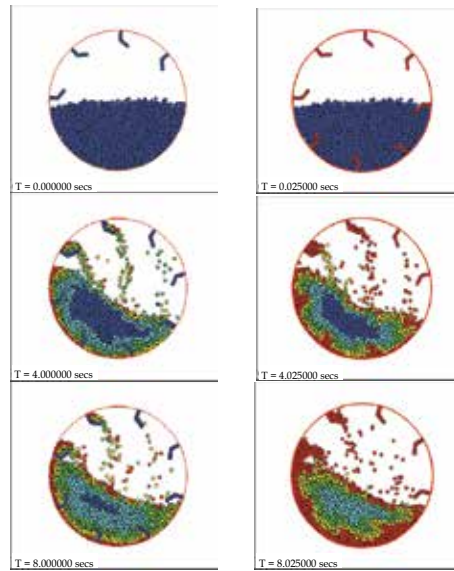 T = 0.000000 secs
T = 0.025000 secs
T = 4.000000 secs
T = 4.025000 secs
T = 8.000000 secs
T = 8.025000 secs